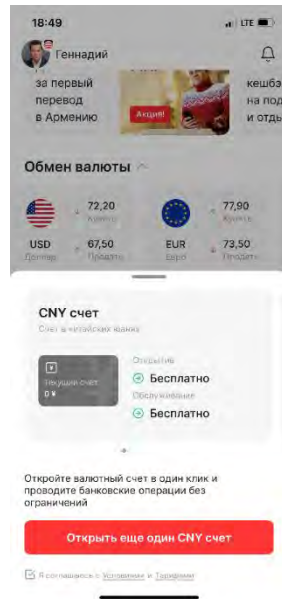 18:49
LTE
Геннадий
за первый
перевод
в Армению
Акция!
кешбэ
на под
и отды
Обмен валюты
72,20
Купить
77,90
Купить
USD
Доллар
67,50
Продать
EUR
Евро
73,50
Продать
CNY счет
Счет в китайских юанях
Текущий счет
0 ¥
Открытие
Бесплатно
Обслуживание
Бесплатно
Откройте валютный счет в один клик и
проводите банковские операции без
ограничений
Открыть еще один CNY счет
Я соглашаюсь с Условиями и Тарифами